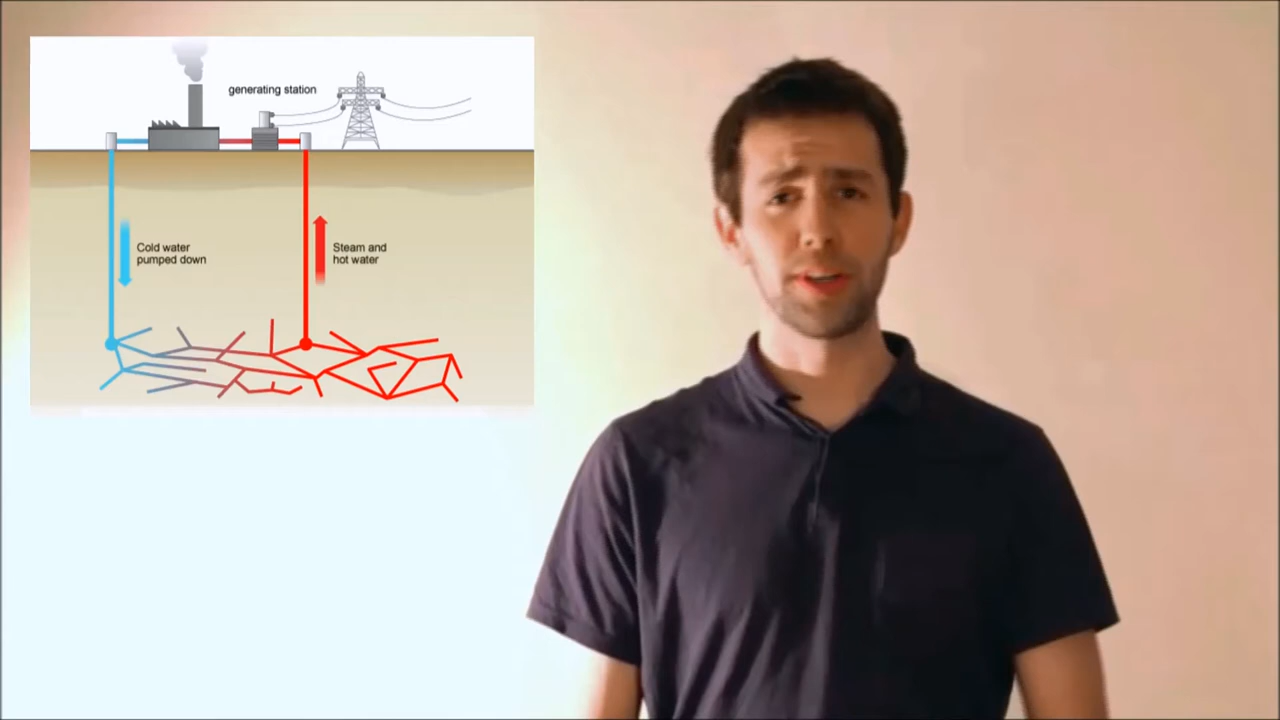 generating station
Cold water
pumped down
Steam and
hot water